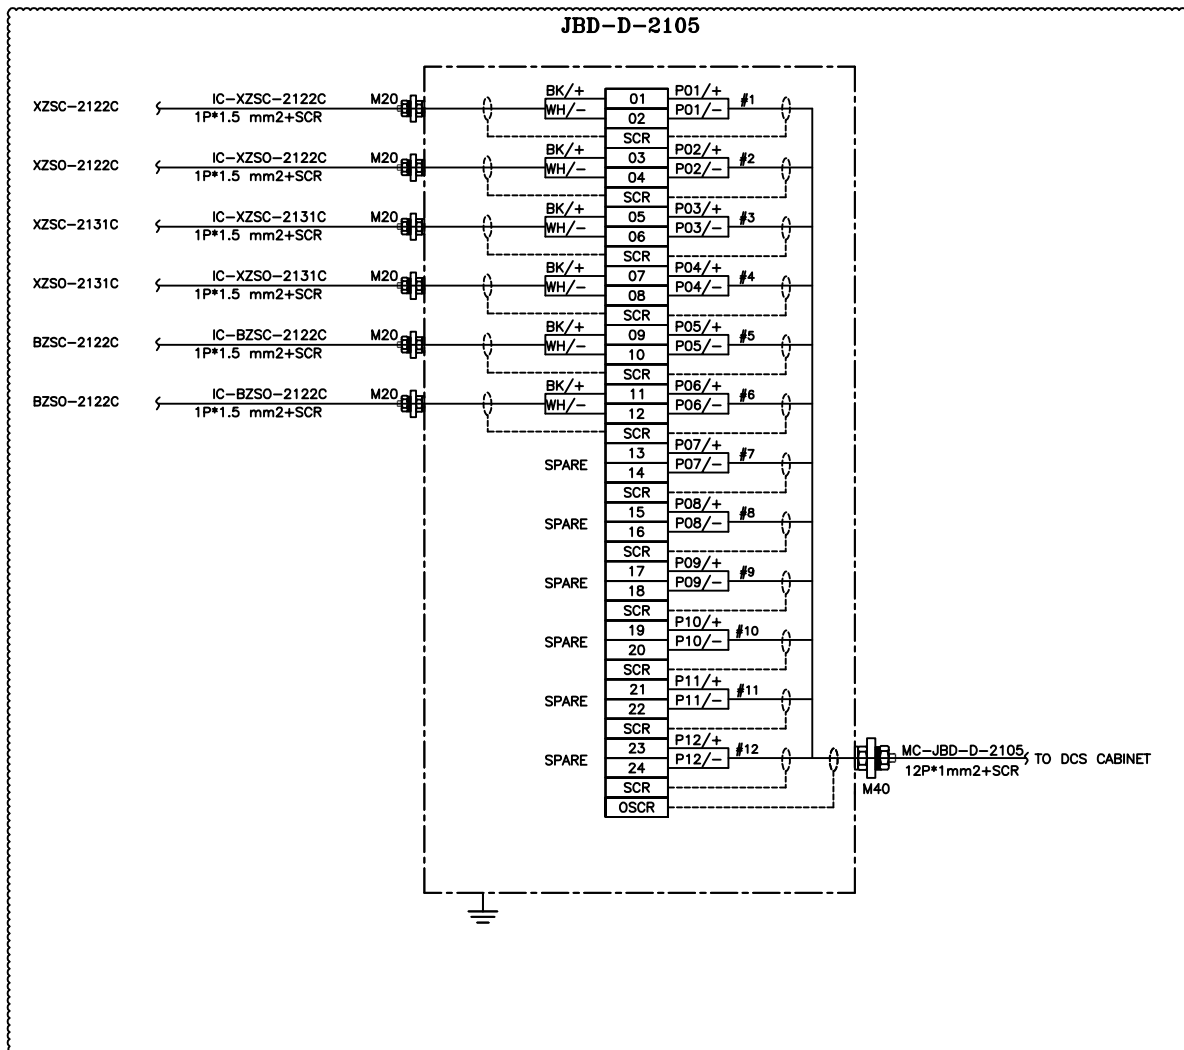 JBD-D-2105
XZSC-2122C IC-XZSC-2122C M20 BK/+ 01 P01/+ #1
1P*1.5 mm2+SCR WH/- 02 P01/-
SCR
XZSO-2122C IC-XZSO-2122C M20 BK/+ 03 P02/+ #2
1P*1.5 mm2+SCR WH/- 04 P02/-
SCR
XZSC-2131C IC-XZSC-2131C M20 BK/+ 05 P03/+ #3
1P*1.5 mm2+SCR WH/- 06 P03/-
SCR
XZSO-2131C IC-XZSO-2131C M20 BK/+ 07 P04/+ #4
1P*1.5 mm2+SCR WH/- 08 P04/-
SCR
BZSC-2122C IC-BZSC-2122C M20 BK/+ 09 P05/+ #5
1P*1.5 mm2+SCR WH/- 10 P05/-
SCR
BZSO-2122C IC-BZSO-2122C M20 BK/+ 11 P06/+ #6
1P*1.5 mm2+SCR WH/- 12 P06/-
SCR
13 P07/+ #7
SPARE 14 P07/-
SCR
15 P08/+ #8
SPARE 16 P08/-
SCR
17 P09/+ #9
SPARE 18 P09/-
SCR
19 P10/+ #10
SPARE 20 P10/-
SCR
21 P11/+ #11
SPARE 22 P11/-
SCR
23 P12/+ #12
SPARE 24 P12/- MC-JBD-D-2105 TO DCS CABINET
12P*1mm2+SCR
SCR M40
OSCR